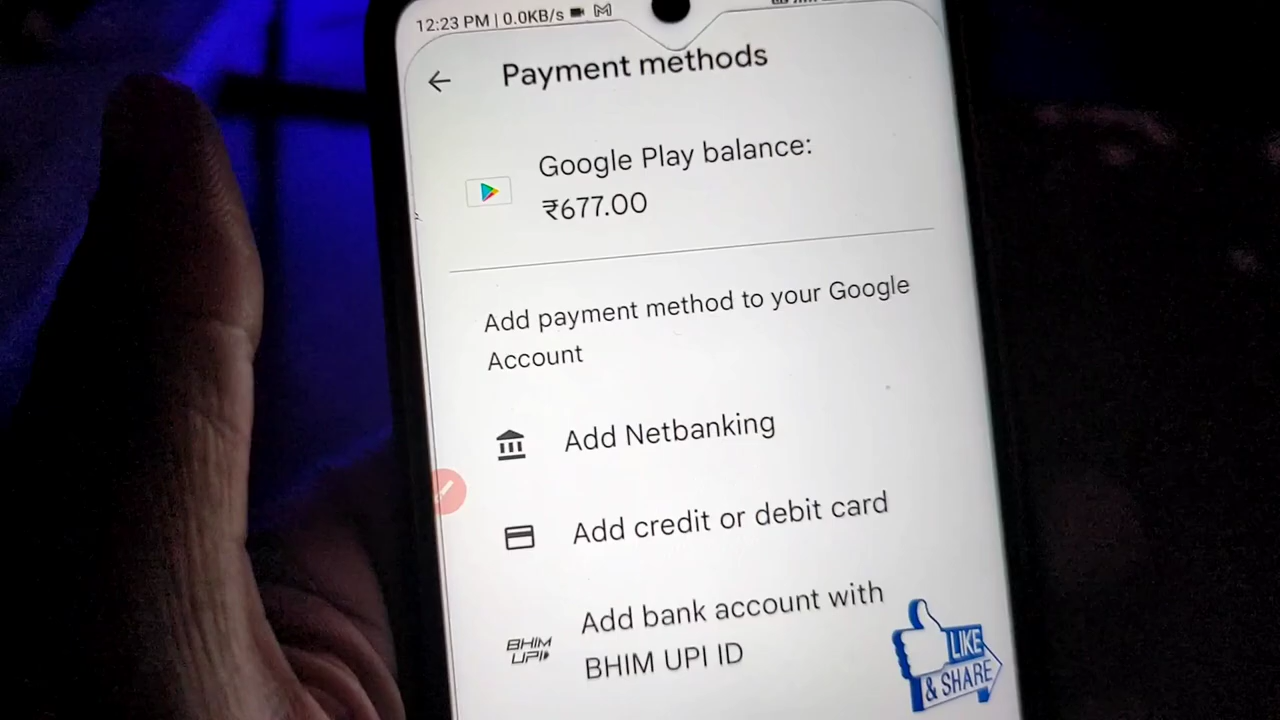 12:23 PM | 0.0KB/s
Payment methods
Google Play balance:
₹677.00
Add payment method to your Google
Account
Add Netbanking
Add credit or debit card
Add bank account with
BHIM UPI ID
BHIM
UPI
LIKE
& SHARE